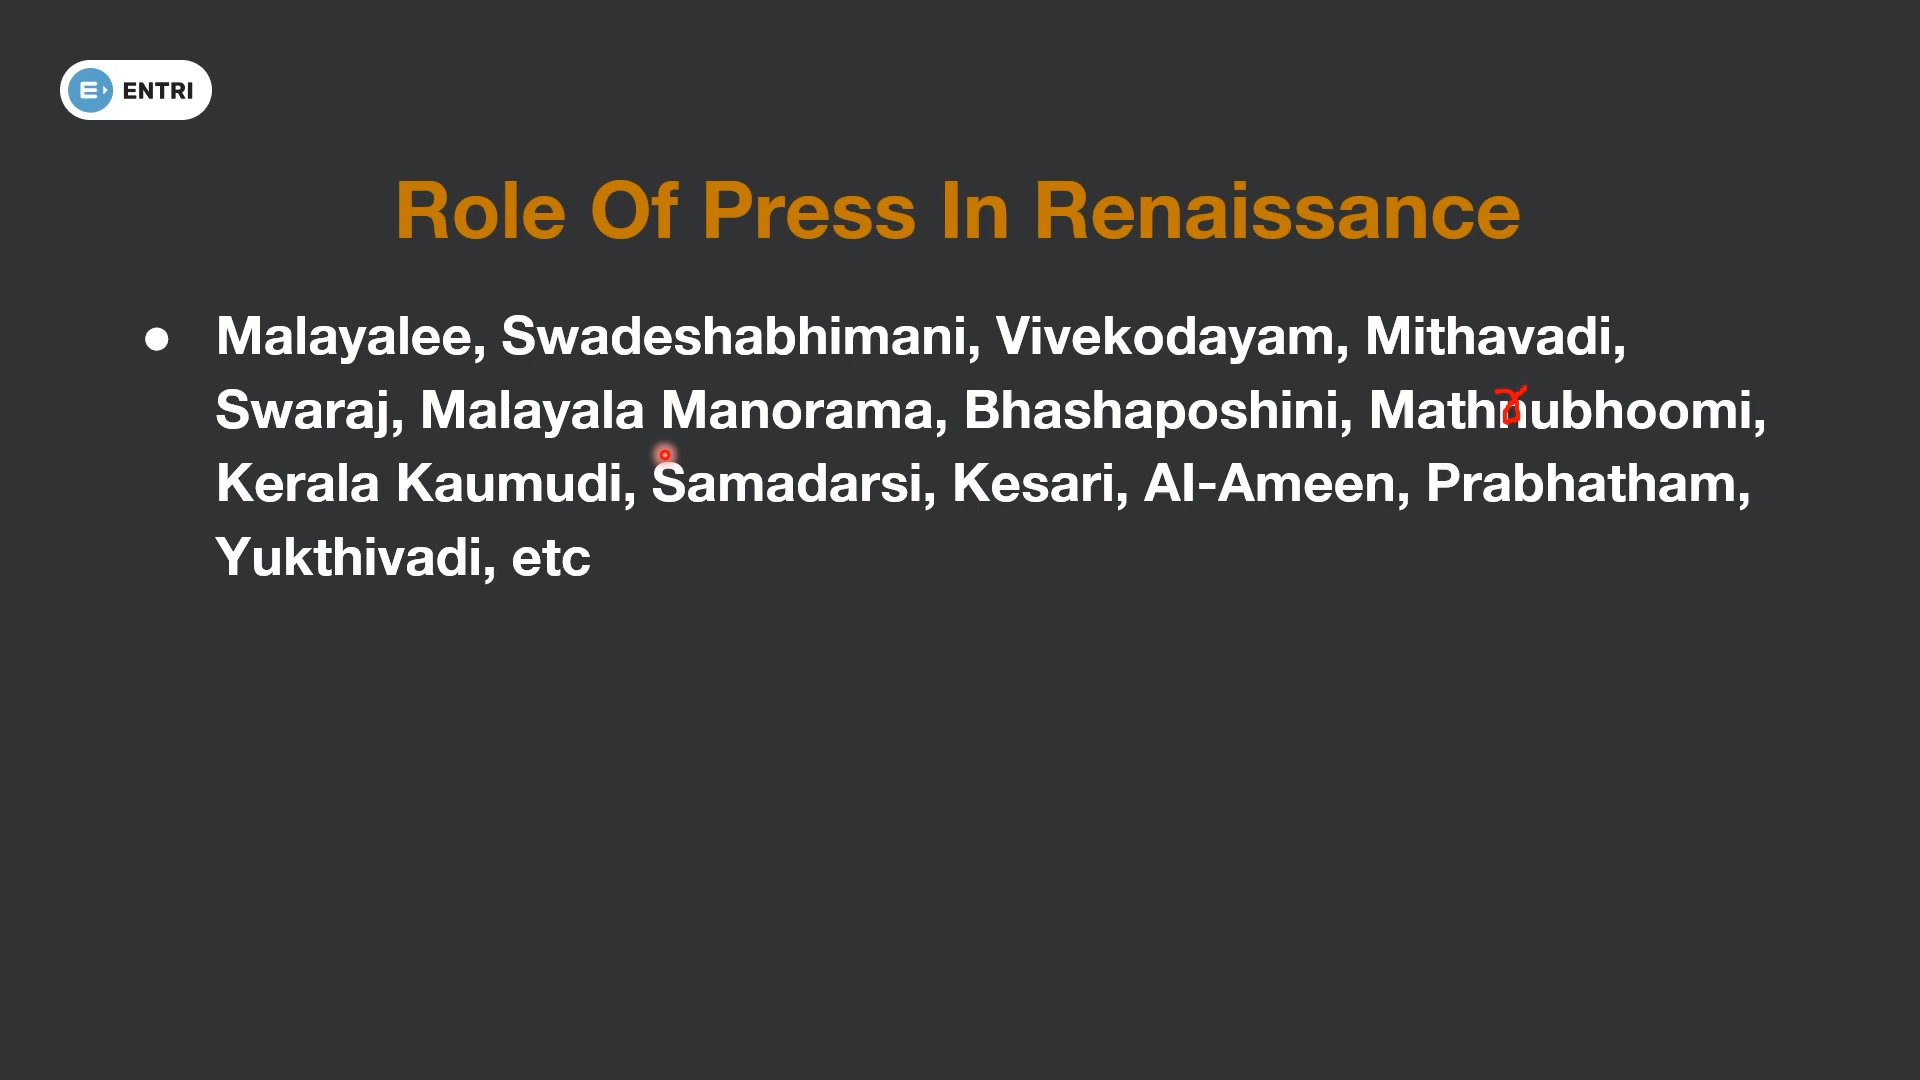 ENTRI
Role Of Press In Renaissance
● Malayalee, Swadeshabhimani, Vivekodayam, Mithavadi,
Swaraj, Malayala Manorama, Bhashaposhini, Mathnubhoomi,
Kerala Kaumudi, Samadarsi, Kesari, Al-Ameen, Prabhatham,
Yukthivadi, etc